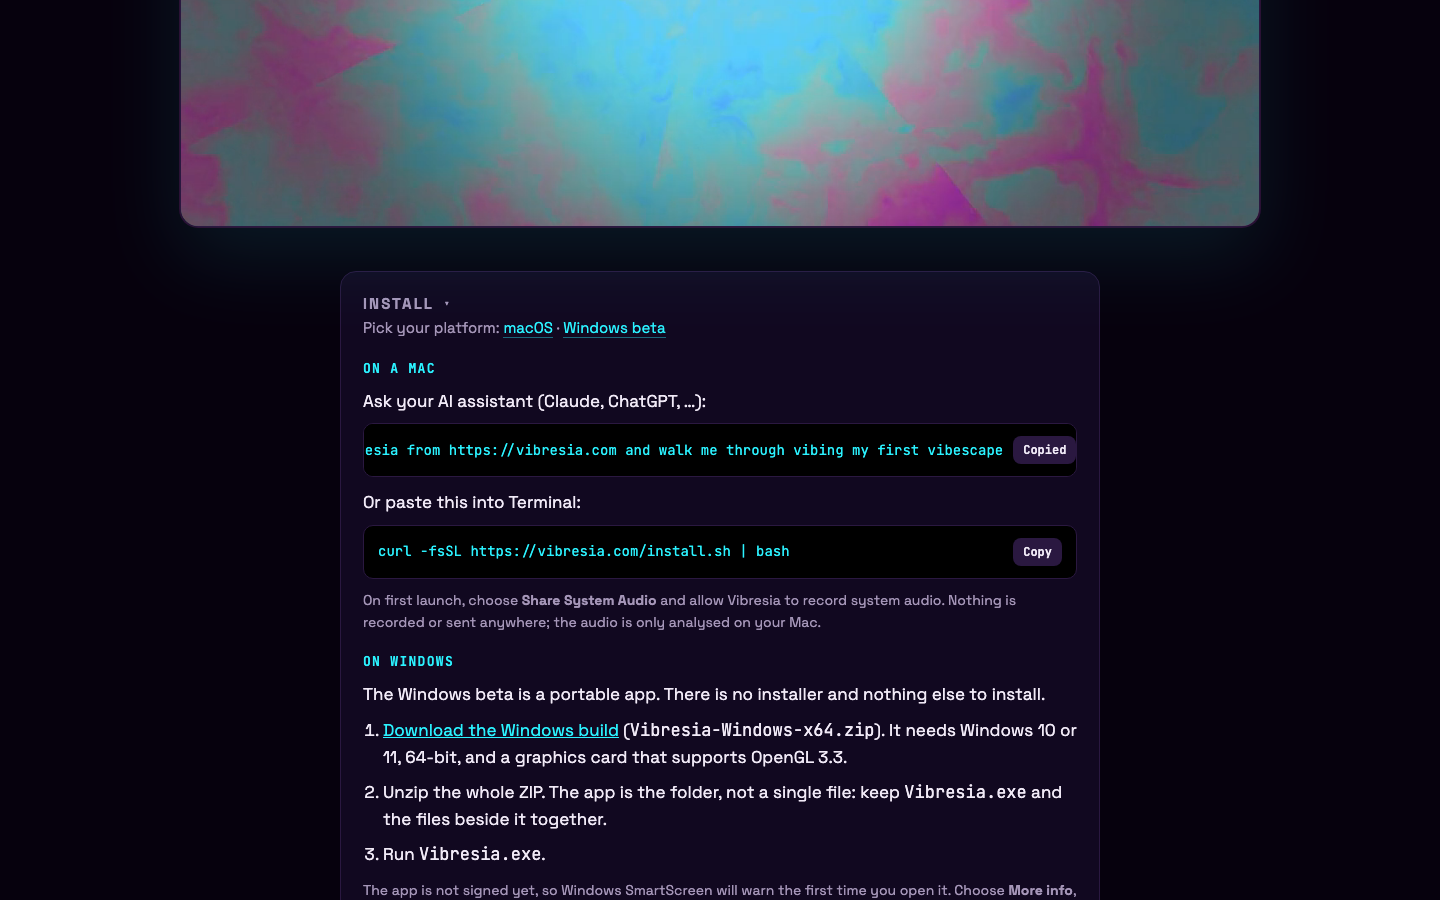 INSTALL ▾
Pick your platform: macOS · Windows beta
ON A MAC
Ask your AI assistant (Claude, ChatGPT, …):
esia from https://vibresia.com and walk me through vibing my first vibescape
Copied
Or paste this into Terminal:
curl -fsSL https://vibresia.com/install.sh | bash
Copy
On first launch, choose Share System Audio and allow Vibresia to record system audio. Nothing is
recorded or sent anywhere; the audio is only analysed on your Mac.
ON WINDOWS
The Windows beta is a portable app. There is no installer and nothing else to install.
1. Download the Windows build (Vibresia-Windows-x64.zip). It needs Windows 10 or
11, 64-bit, and a graphics card that supports OpenGL 3.3.
2. Unzip the whole ZIP. The app is the folder, not a single file: keep Vibresia.exe and
the files beside it together.
3. Run Vibresia.exe.
The app is not signed yet, so Windows SmartScreen will warn the first time you open it. Choose More info,